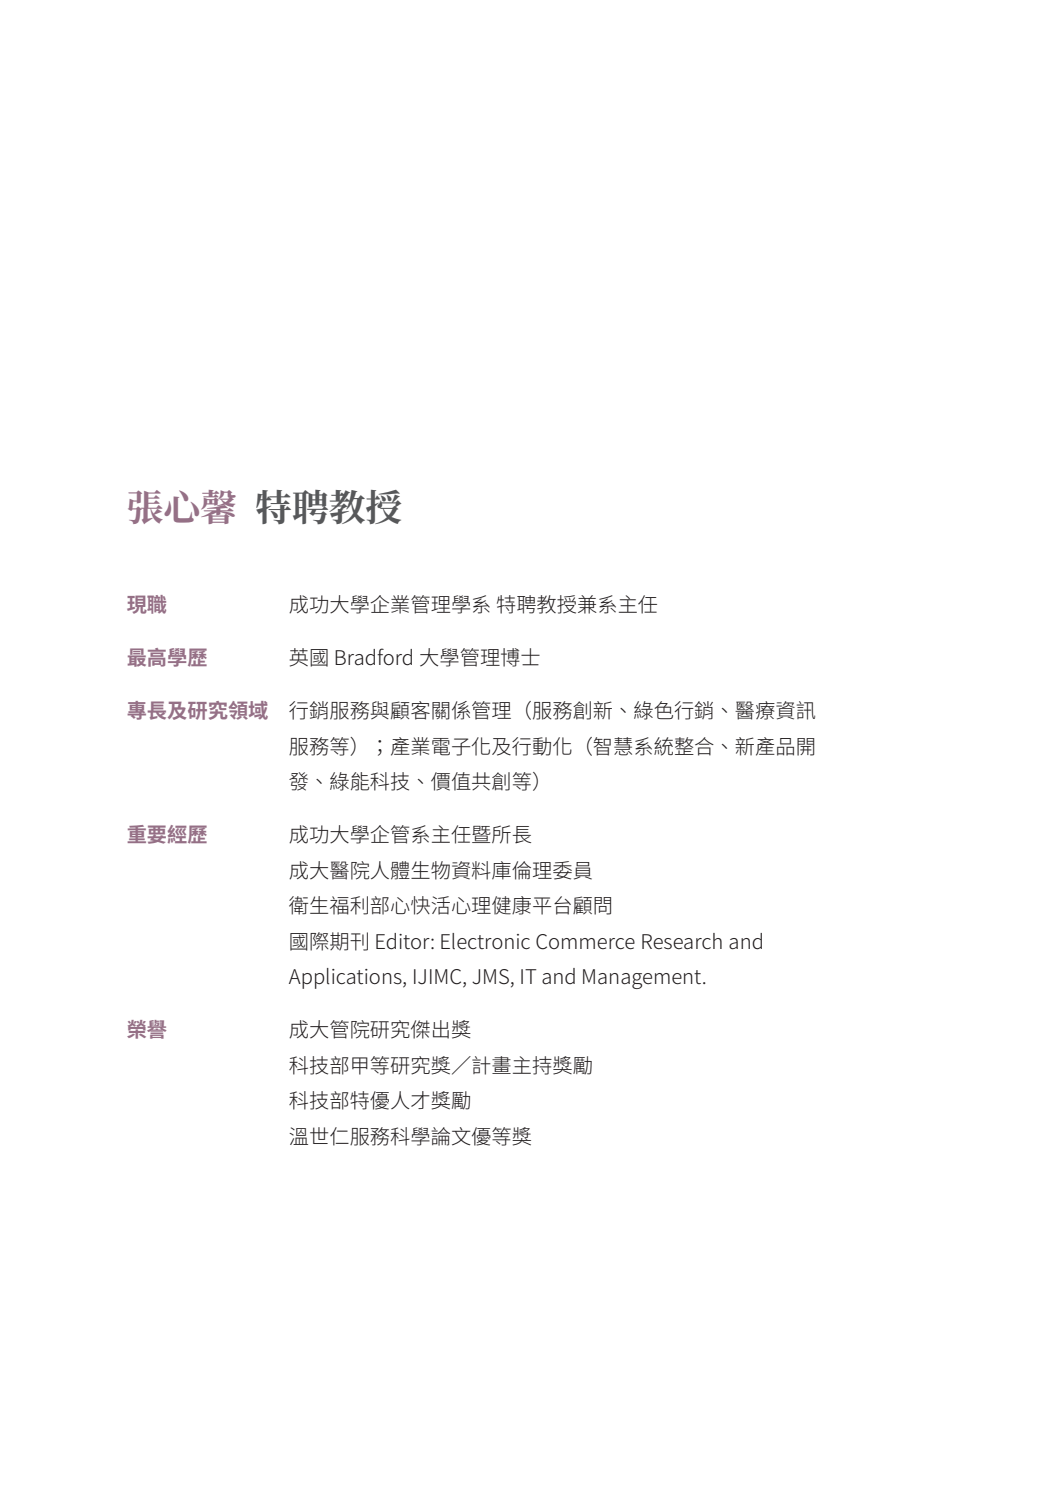 張心馨 特聘教授
現職 成功大學企業管理學系 特聘教授兼系主任
最高學歷 英國 Bradford 大學管理博士
專長及研究領域 行銷服務與顧客關係管理（服務創新、綠色行銷、醫療資訊
服務等）；產業電子化及行動化（智慧系統整合、新產品開
發、綠能科技、價值共創等）
重要經歷 成功大學企管系主任暨所長
成大醫院人體生物資料庫倫理委員
衛生福利部心快活心理健康平台顧問
國際期刊 Editor: Electronic Commerce Research and
Applications, IJIMC, JMS, IT and Management.
榮譽 成大管院研究傑出獎
科技部甲等研究獎／計畫主持獎勵
科技部特優人才獎勵
溫世仁服務科學論文優等獎